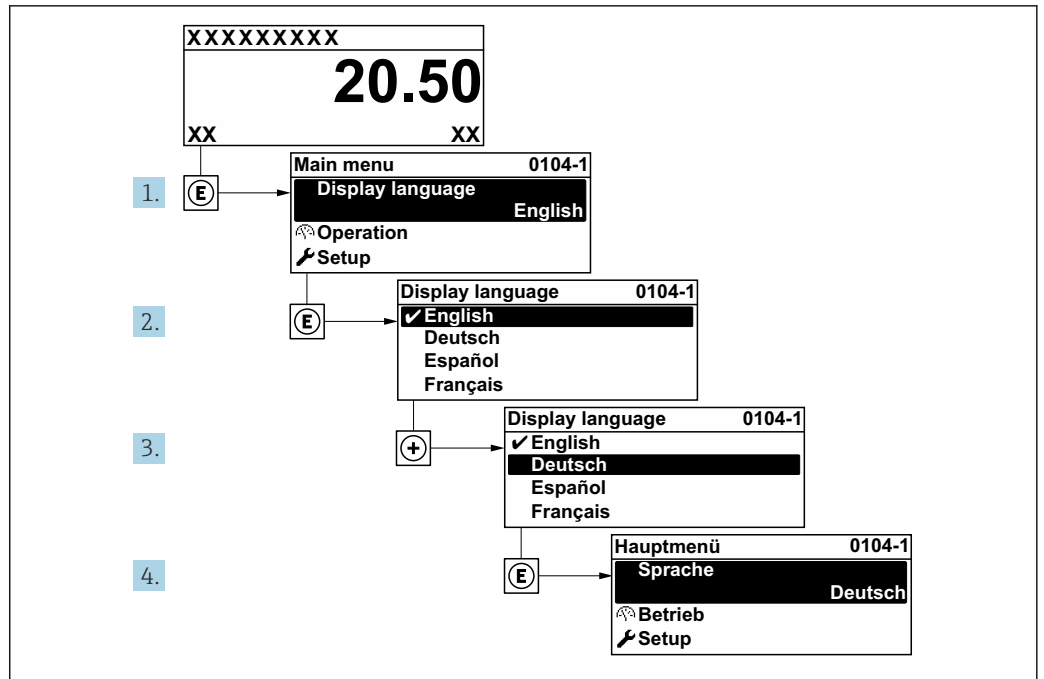 XXXXXXXXX
20.50
XX XX
1. E
Main menu 0104-1
Display language
English
Operation
Setup
2. E
Display language 0104-1
✔English
Deutsch
Español
Français
3. +
Display language 0104-1
✔English
Deutsch
Español
Français
4. E
Hauptmenü 0104-1
Sprache
Deutsch
Betrieb
Setup